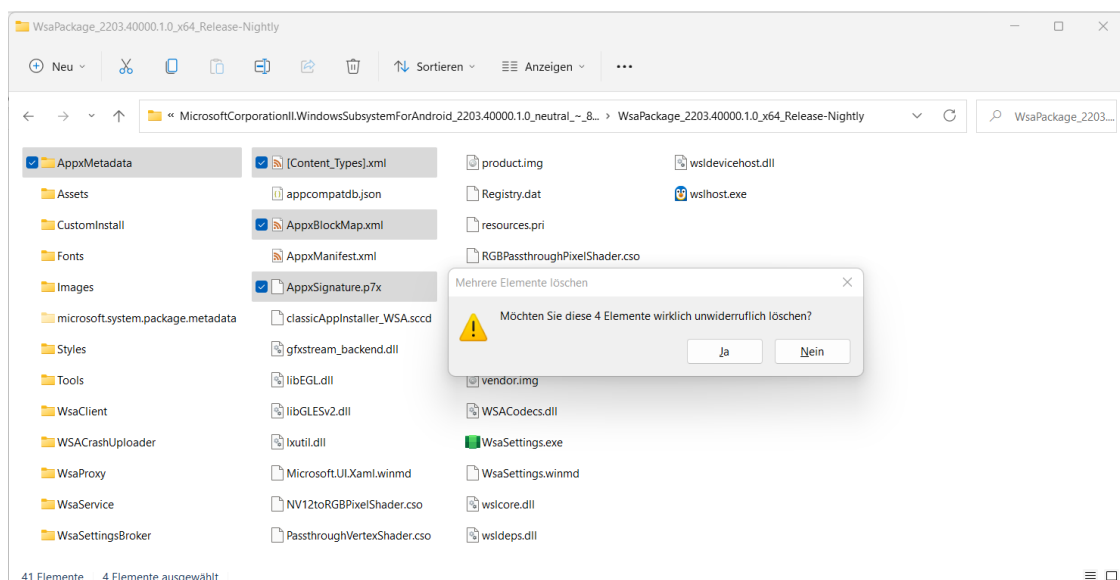 WsaPackage_2203.40000.1.0_x64_Release-Nightly
Neu
Sortieren
Anzeigen
« MicrosoftCorporationII.WindowsSubsystemForAndroid_2203.40000.1.0_neutral_~_8... › WsaPackage_2203.40000.1.0_x64_Release-Nightly
WsaPackage_2203....
AppxMetadata
Assets
CustomInstall
Fonts
Images
microsoft.system.package.metadata
Styles
Tools
WsaClient
WSACrashUploader
WsaProxy
WsaService
WsaSettingsBroker
[Content_Types].xml
appcompatdb.json
AppxBlockMap.xml
AppxManifest.xml
AppxSignature.p7x
classicAppInstaller_WSA.sccd
gfxstream_backend.dll
libEGL.dll
libGLESv2.dll
lxutil.dll
Microsoft.UI.Xaml.winmd
NV12toRGBPixelShader.cso
PassthroughVertexShader.cso
product.img
Registry.dat
resources.pri
RGBPassthroughPixelShader.cso
vendor.img
WSACodecs.dll
WsaSettings.exe
WsaSettings.winmd
wslcore.dll
wsldeps.dll
wsldevicehost.dll
wslhost.exe
Mehrere Elemente löschen
Möchten Sie diese 4 Elemente wirklich unwiderruflich löschen?
Ja
Nein
41 Elemente
4 Elemente ausgewählt